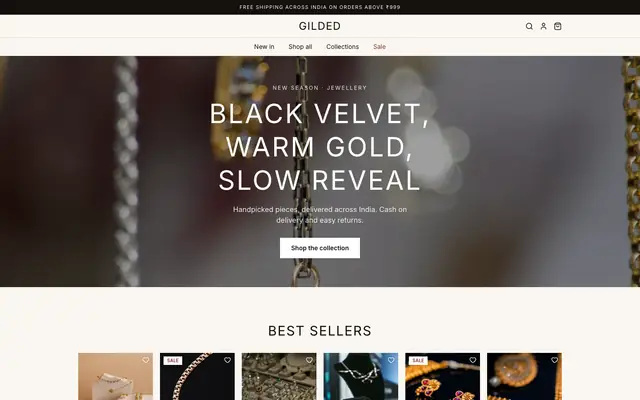 FREE SHIPPING ACROSS INDIA ON ORDERS ABOVE ₹999
GILDED
New in
Shop all
Collections
Sale
NEW SEASON · JEWELLERY
BLACK VELVET,
WARM GOLD,
SLOW REVEAL
Handpicked pieces, delivered across India. Cash on
delivery and easy returns.
Shop the collection
BEST SELLERS
SALE
SALE